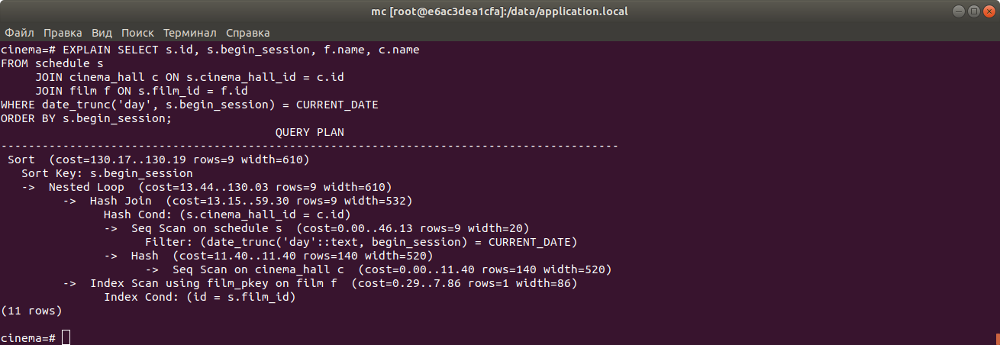 mc [root@e6ac3dea1cfa]:/data/application.local
Файл Правка Вид Поиск Терминал Справка
cinema=# EXPLAIN SELECT s.id, s.begin_session, f.name, c.name
FROM schedule s
     JOIN cinema_hall c ON s.cinema_hall_id = c.id
     JOIN film f ON s.film_id = f.id
WHERE date_trunc('day', s.begin_session) = CURRENT_DATE
ORDER BY s.begin_session;
                                        QUERY PLAN
------------------------------------------------------------------------------------------
 Sort  (cost=130.17..130.19 rows=9 width=610)
   Sort Key: s.begin_session
   ->  Nested Loop  (cost=13.44..130.03 rows=9 width=610)
         ->  Hash Join  (cost=13.15..59.30 rows=9 width=532)
               Hash Cond: (s.cinema_hall_id = c.id)
               ->  Seq Scan on schedule s  (cost=0.00..46.13 rows=9 width=20)
                     Filter: (date_trunc('day'::text, begin_session) = CURRENT_DATE)
               ->  Hash  (cost=11.40..11.40 rows=140 width=520)
                     ->  Seq Scan on cinema_hall c  (cost=0.00..11.40 rows=140 width=520)
         ->  Index Scan using film_pkey on film f  (cost=0.29..7.86 rows=1 width=86)
               Index Cond: (id = s.film_id)
(11 rows)
cinema=#